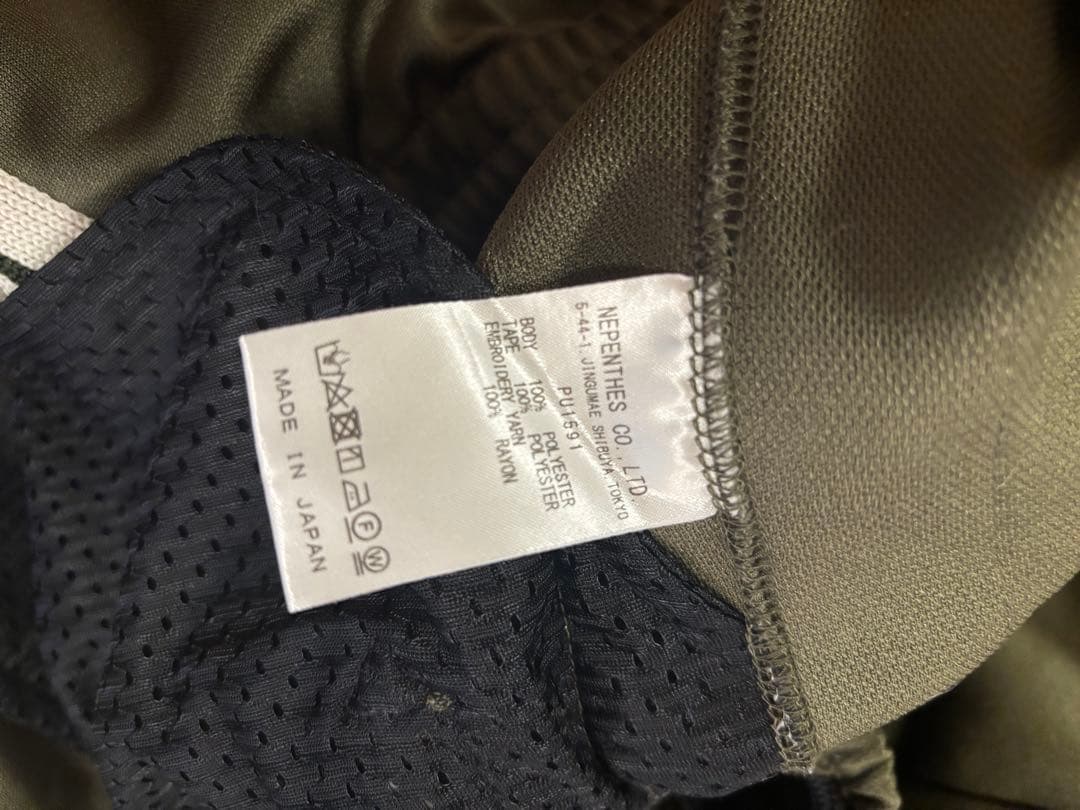 NEPENTHES CO., LTD.
5-44-1, JINGUMAE SHIBUYA TOKYO
PU1591
BODY 100% POLYESTER
TAPE 100% POLYESTER
EMBROIDERY YARN
100% RAYON
F W
MADE IN JAPAN